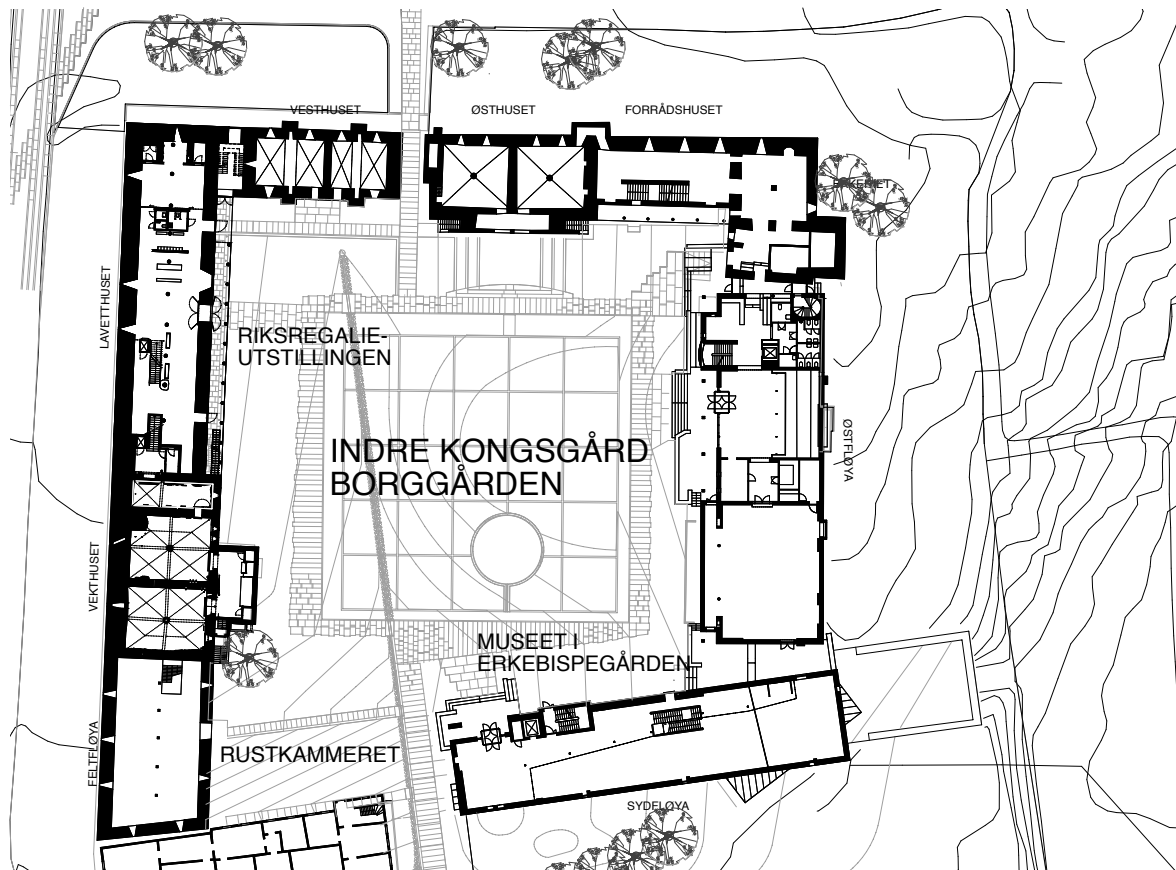 VESTHUSET
ØSTHUSET
FORRÅDSHUSET
LAVETTHUSET
RIKSREGALIE-
UTSTILLINGEN
INDRE KONGSGÅRD
BORGGÅRDEN
ØSTFLØYA
VEKTHUSET
MUSEET I
ERKEBISPEGÅRDEN
FELTFLØYA
RUSTKAMMERET
SYDFLØYA